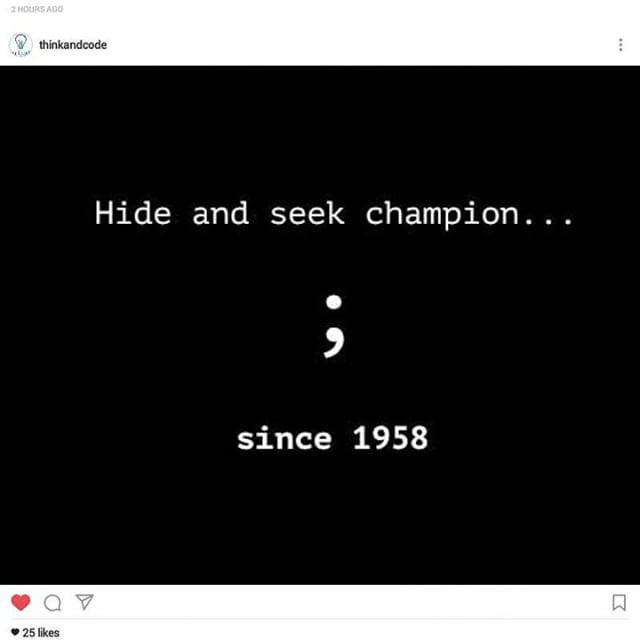 2 HOURS AGO
thinkandcode
Hide and seek champion...
;
since 1958
25 likes